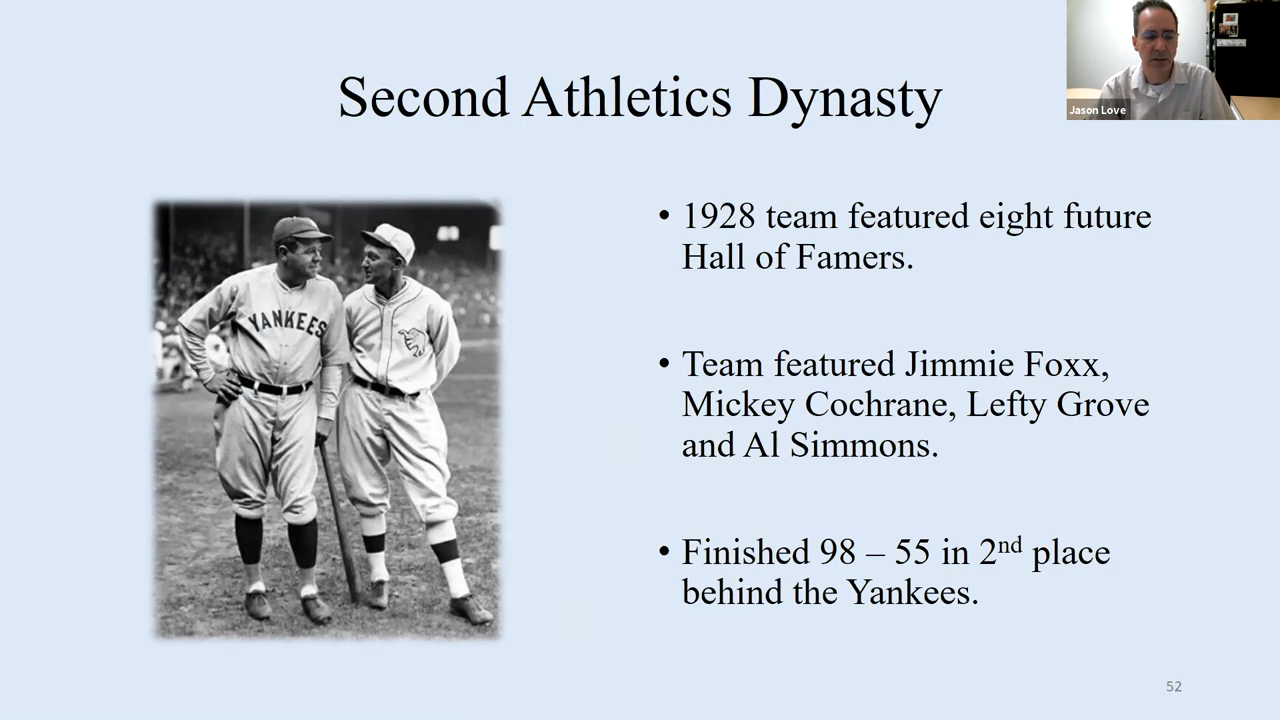 Second Athletics Dynasty
Jason Love
YANKEES
• 1928 team featured eight future
Hall of Famers.
• Team featured Jimmie Foxx,
Mickey Cochrane, Lefty Grove
and Al Simmons.
• Finished 98 – 55 in 2nd place
behind the Yankees.
52